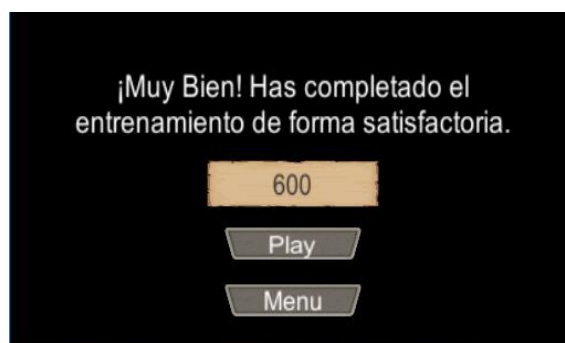 ¡Muy Bien! Has completado el
entrenamiento de forma satisfactoria.
600
Play
Menu